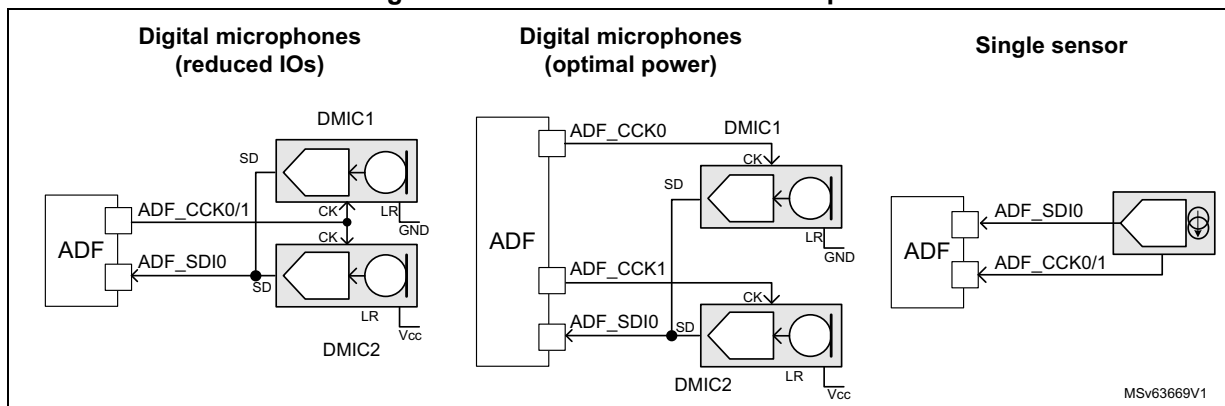 Digital microphones
(reduced IOs)
DMIC1
SD
CK
LR
GND
ADF_CCK0/1
ADF
ADF_SDI0
CK
SD
LR
Vcc
DMIC2
Digital microphones
(optimal power)
ADF_CCK0
DMIC1
CK
SD
LR
GND
ADF
ADF_CCK1
CK
ADF_SDI0
SD
LR
Vcc
DMIC2
Single sensor
ADF_SDI0
ADF
ADF_CCK0/1
MSv63669V1